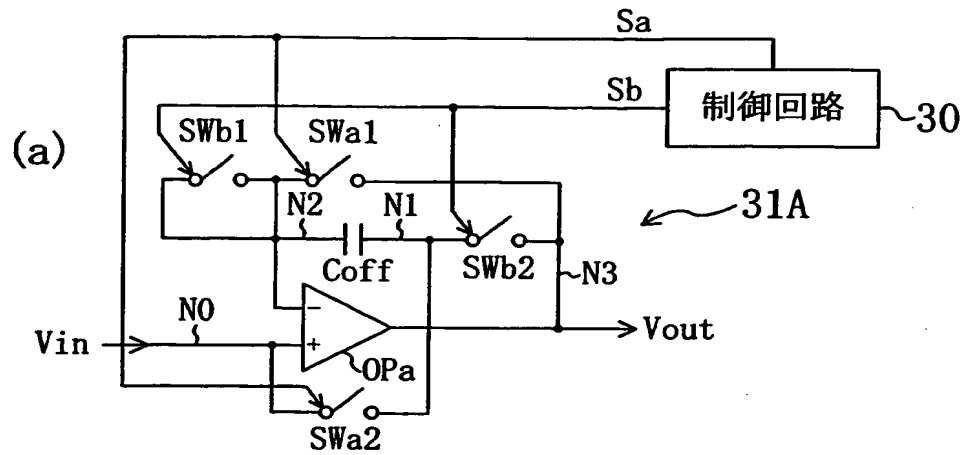 Sa
Sb
制御回路
30
(a)
SWb1
SWa1
31A
N2
N1
Coff
SWb2
N3
N0
−
Vin
+
Vout
OPa
SWa2